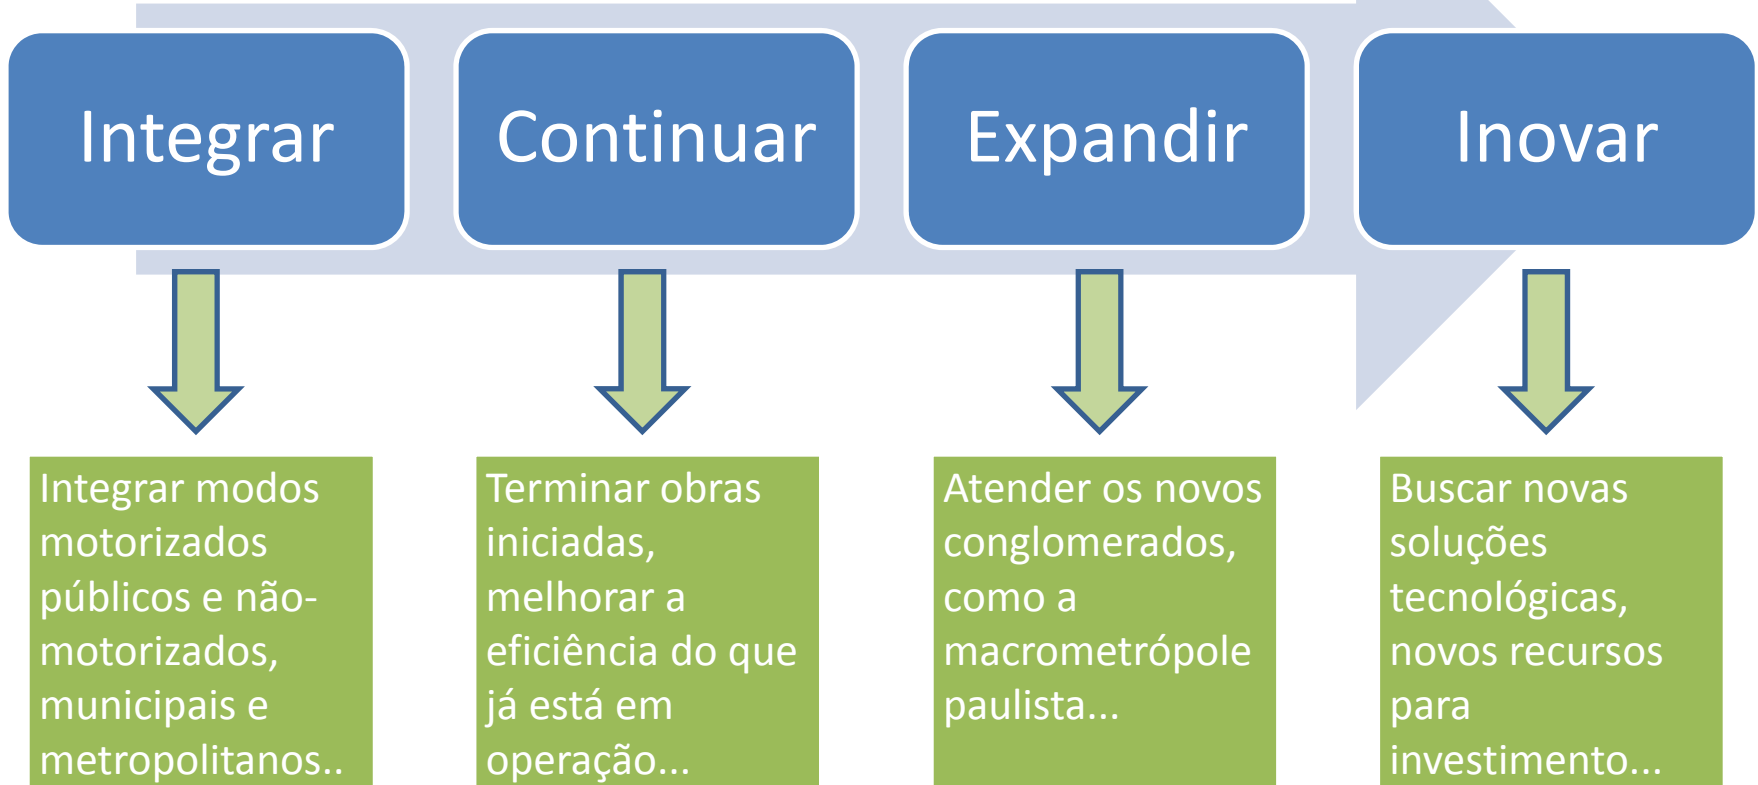 Integrar
Continuar
Expandir
Inovar
Integrar modos
motorizados
públicos e não-
motorizados,
municipais e
metropolitanos..
Terminar obras
iniciadas,
melhorar a
eficiência do que
já está em
operação...
Atender os novos
conglomerados,
como a
macrometrópole
paulista...
Buscar novas
soluções
tecnológicas,
novos recursos
para
investimento...